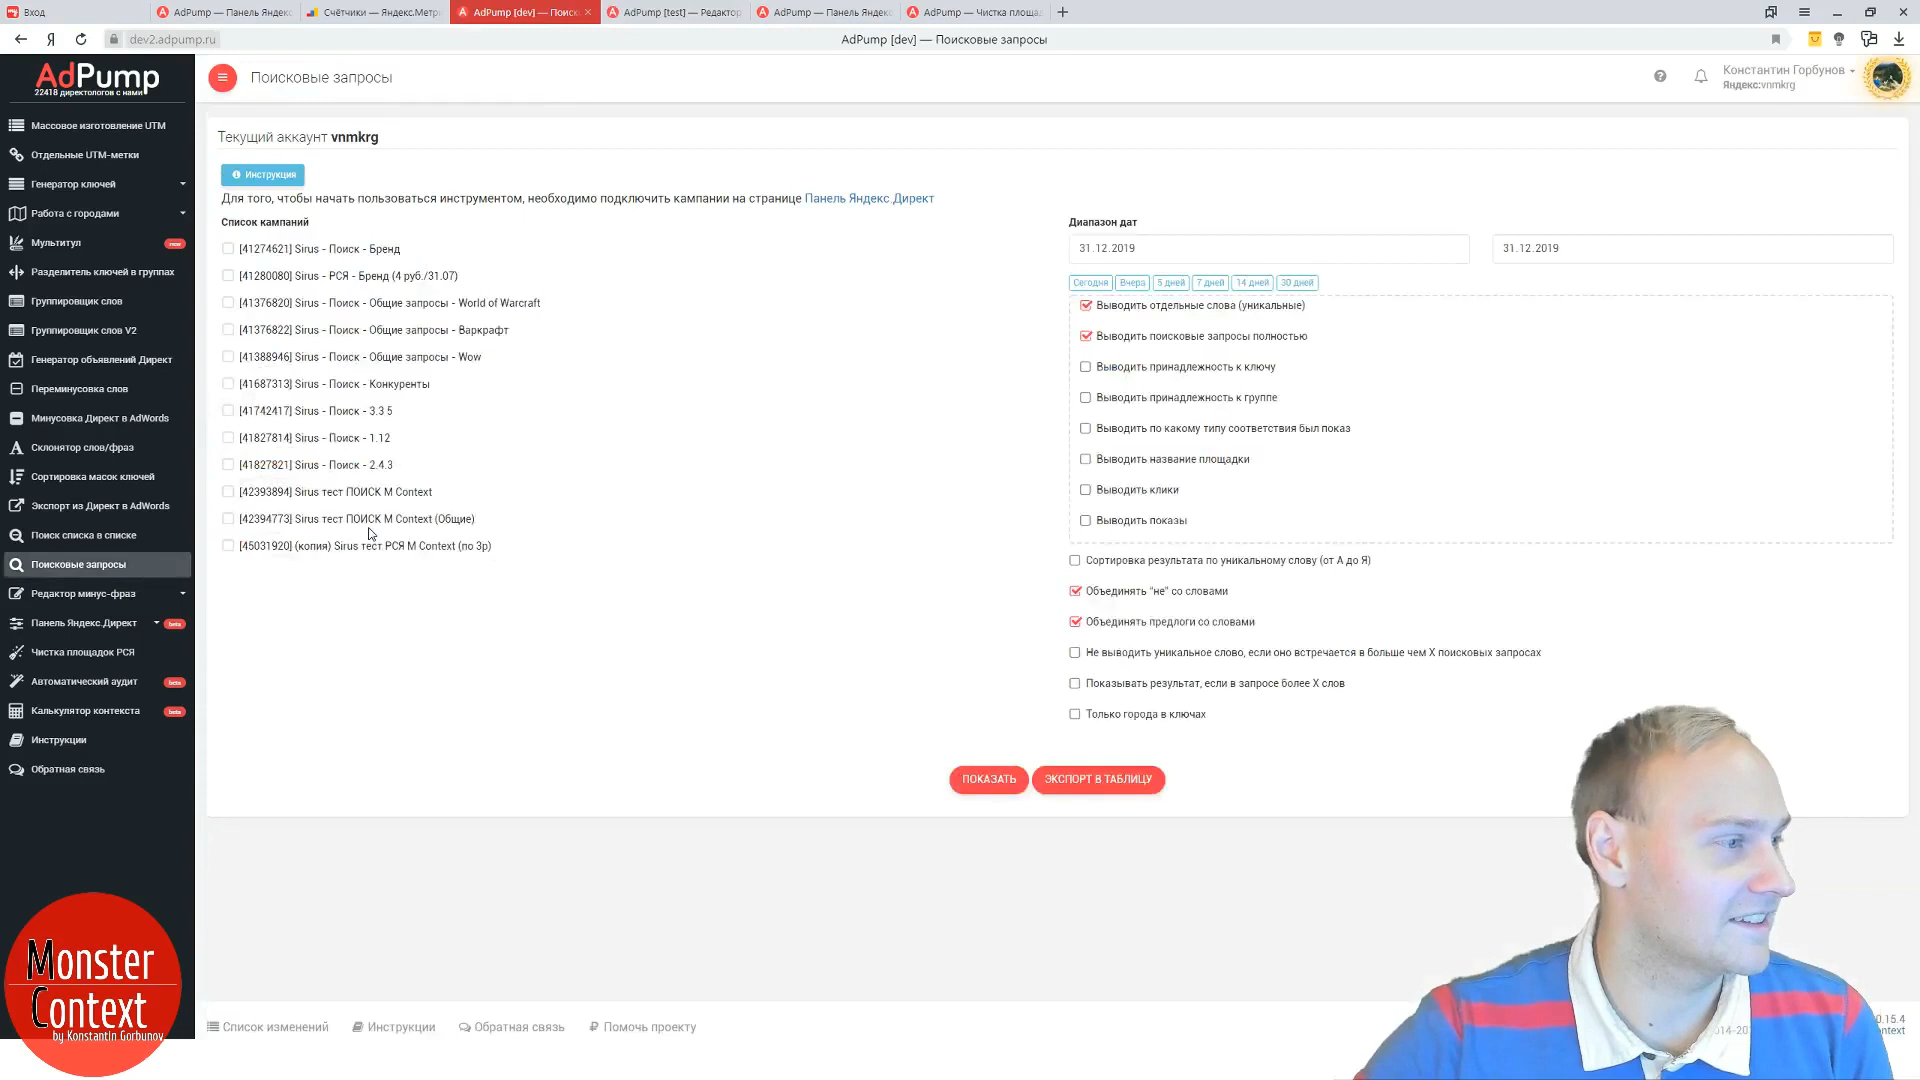 Вход
AdPump — Панель Яндекс
Счётчики — Яндекс.Метр
AdPump [dev] — Поиск
AdPump [test] — Редактор
AdPump — Панель Яндекс
AdPump — Чистка площад
Я
dev2.adpump.ru
AdPump [dev] — Поисковые запросы
AdPump
22418 директологов с нами
Поисковые запросы
Константин Горбунов
Яндекс:vnmkrg
Массовое изготовление UTM
Отдельные UTM-метки
Генератор ключей
Работа с городами
Мультитул
new
Разделитель ключей в группах
Группировщик слов
Группировщик слов V2
Генератор объявлений Директ
Переминусовка слов
Минусовка Директ в AdWords
Склонятор слов/фраз
Сортировка масок ключей
Экспорт из Директ в AdWords
Поиск списка в списке
Поисковые запросы
Редактор минус-фраз
Панель Яндекс.Директ
beta
Чистка площадок РСЯ
Автоматический аудит
beta
Калькулятор контекста
beta
Инструкции
Обратная связь
Текущий аккаунт vnmkrg
Инструкция
Для того, чтобы начать пользоваться инструментом, необходимо подключить кампании на странице Панель Яндекс.Директ
Список кампаний
[41274621] Sirus - Поиск - Бренд
[41280080] Sirus - РСЯ - Бренд (4 руб./31.07)
[41376820] Sirus - Поиск - Общие запросы - World of Warcraft
[41376822] Sirus - Поиск - Общие запросы - Варкрафт
[41388946] Sirus - Поиск - Общие запросы - Wow
[41687313] Sirus - Поиск - Конкуренты
[41742417] Sirus - Поиск - 3.3 5
[41827814] Sirus - Поиск - 1.12
[41827821] Sirus - Поиск - 2.4.3
[42393894] Sirus тест ПОИСК M Context
[42394773] Sirus тест ПОИСК M Context (Общие)
[45031920] (копия) Sirus тест РСЯ M Context (по 3р)
Диапазон дат
31.12.2019
31.12.2019
Сегодня
Вчера
5 дней
7 дней
14 дней
30 дней
Выводить отдельные слова (уникальные)
Выводить поисковые запросы полностью
Выводить принадлежность к ключу
Выводить принадлежность к группе
Выводить по какому типу соответствия был показ
Выводить название площадки
Выводить клики
Выводить показы
Сортировка результата по уникальному слову (от А до Я)
Объединять "не" со словами
Объединять предлоги со словами
Не выводить уникальное слово, если оно встречается в больше чем X поисковых запросах
Показывать результат, если в запросе более X слов
Только города в ключах
ПОКАЗАТЬ
ЭКСПОРТ В ТАБЛИЦУ
Monster
Context
by Konstantin Gorbunov
Список изменений
Инструкции
Обратная связь
Помочь проекту